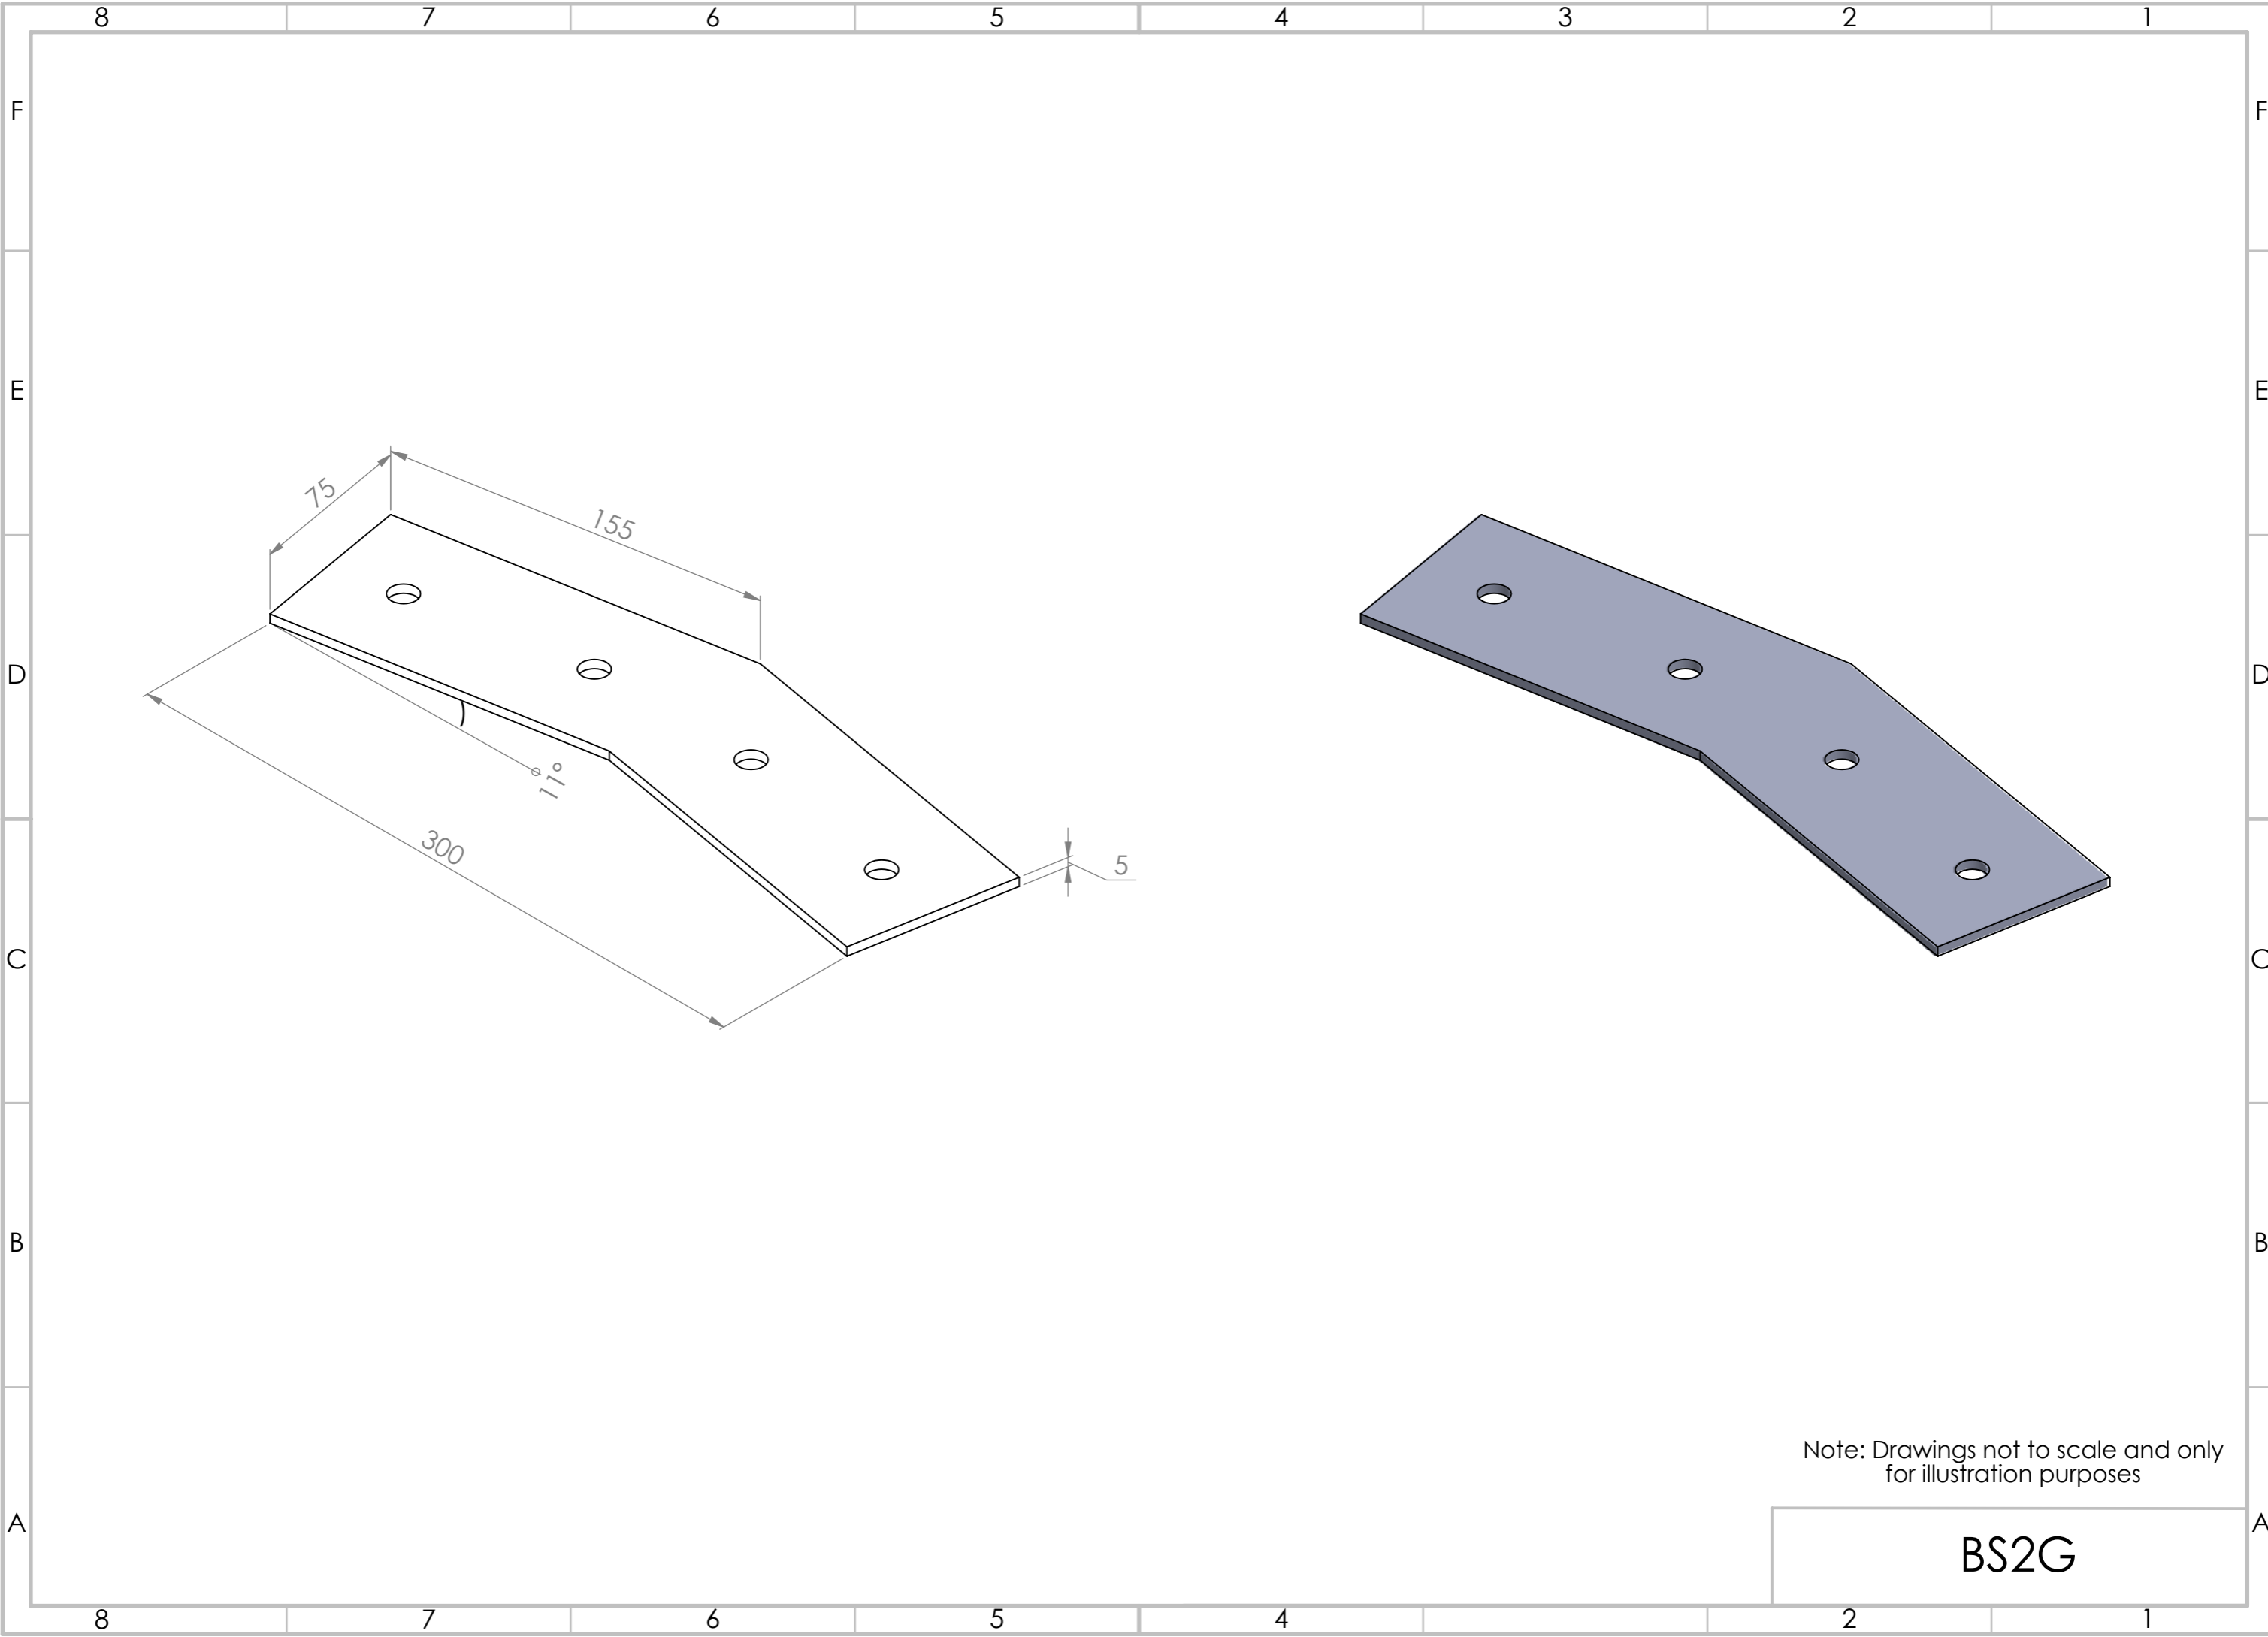 8 7 6 5 4 3 2 1
F F
E E
75
155
D D
11°
300
5
C C
B B
Note: Drawings not to scale and only
for illustration purposes
A A
BS2G
8 7 6 5 4 2 1